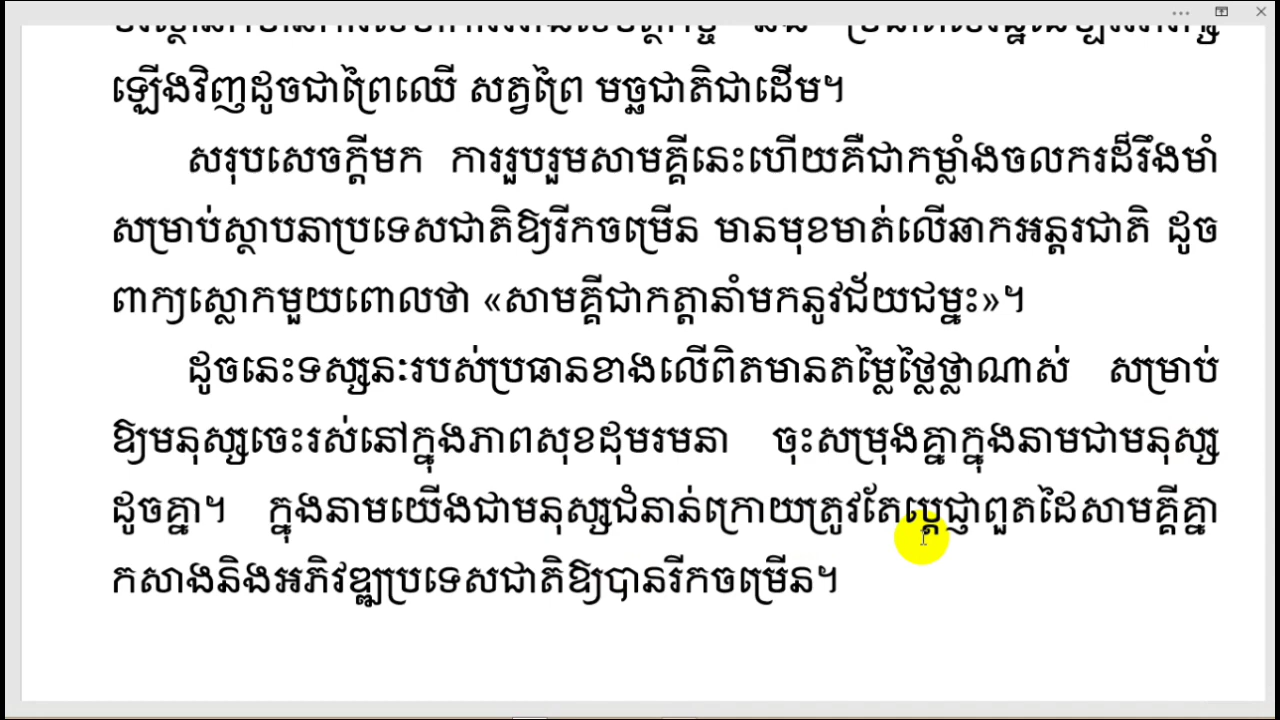 ឡើងវិញដូចជាព្រៃឈើ សត្វព្រៃ មច្ឆជាតិជាដើម។
សរុបសេចក្តីមក ការរួបរួមសាមគ្គីនេះហើយគឺជាកម្លាំងចលករដ៏រឹងមាំ
សម្រាប់ស្ថាបនាប្រទេសជាតិឱ្យរីកចម្រើន មានមុខមាត់លើឆាកអន្តរជាតិ ដូច
ពាក្យស្លោកមួយពោលថា «សាមគ្គីជាកត្តានាំមកនូវជ័យជម្នះ»។
ដូចនេះទស្សនៈរបស់ប្រធានខាងលើពិតមានតម្លៃថ្លៃថ្លាណាស់ សម្រាប់
ឱ្យមនុស្សចេះរស់នៅក្នុងភាពសុខដុមរមនា ចុះសម្រុងគ្នាក្នុងនាមជាមនុស្ស
ដូចគ្នា។ ក្នុងនាមយើងជាមនុស្សជំនាន់ក្រោយត្រូវតែប្តេជ្ញាពួតដៃសាមគ្គីគ្នា
កសាងនិងអភិវឌ្ឍប្រទេសជាតិឱ្យបានរីកចម្រើន។